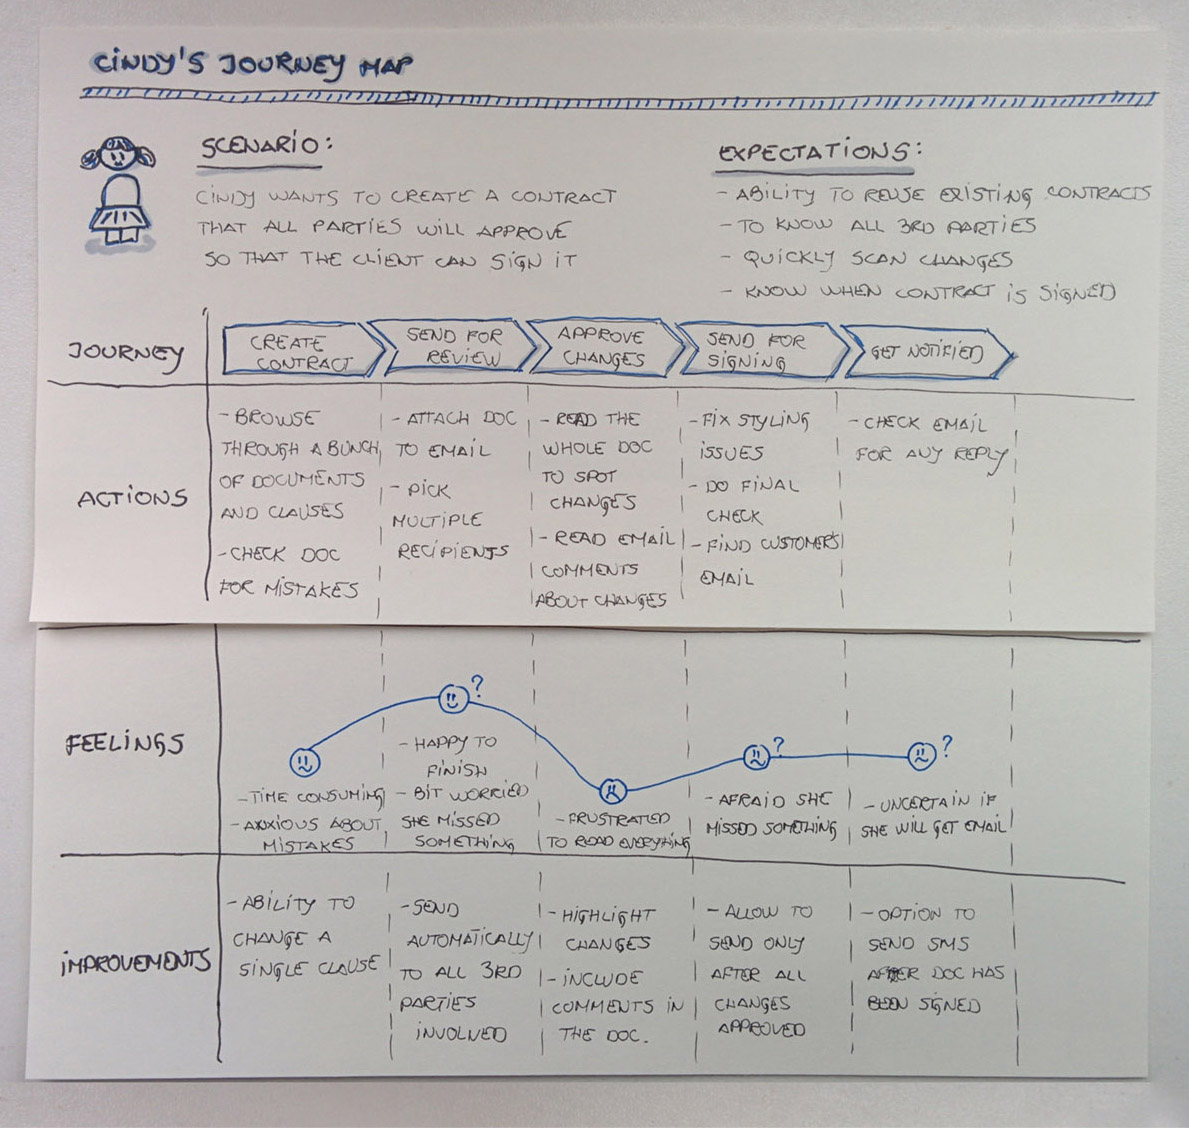 CINDY'S JOURNEY MAP
SCENARIO:
CINDY WANTS TO CREATE A CONTRACT
THAT ALL PARTIES WILL APPROVE
SO THAT THE CLIENT CAN SIGN IT
EXPECTATIONS:
- ABILITY TO REUSE EXISTING CONTRACTS
- TO KNOW ALL 3RD PARTIES
- QUICKLY SCAN CHANGES
- KNOW WHEN CONTRACT IS SIGNED
JOURNEY
CREATE
CONTRACT
SEND FOR
REVIEW
APPROVE
CHANGES
SEND FOR
SIGNING
GET NOTIFIED
ACTIONS
- BROWSE
THROUGH A BUNCH
OF DOCUMENTS
AND CLAUSES
- CHECK DOC
FOR MISTAKES
- ATTACH DOC
TO EMAIL
- PICK
MULTIPLE
RECIPIENTS
- READ THE
WHOLE DOC
TO SPOT
CHANGES
- READ EMAIL
COMMENTS
ABOUT CHANGES
- FIX STYLING
ISSUES
- DO FINAL
CHECK
- FIND CUSTOMERS'
EMAIL
- CHECK EMAIL
FOR ANY REPLY
FEELINGS
- TIME CONSUMING
- ANXIOUS ABOUT
MISTAKES
?
- HAPPY TO
FINISH
- BIT WORRIED
SHE MISSED
SOMETHING
- FRUSTRATED
TO READ EVERYTHING
?
- AFRAID SHE
MISSED SOMETHING
?
- UNCERTAIN IF
SHE WILL GET EMAIL
IMPROVEMENTS
- ABILITY TO
CHANGE A
SINGLE CLAUSE
- SEND
AUTOMATICALLY
TO ALL 3RD
PARTIES
INVOLVED
- HIGHLIGHT
CHANGES
- INCLUDE
COMMENTS IN
THE DOC.
- ALLOW TO
SEND ONLY
AFTER ALL
CHANGES
APPROVED
- OPTION TO
SEND SMS
AFTER DOC HAS
BEEN SIGNED